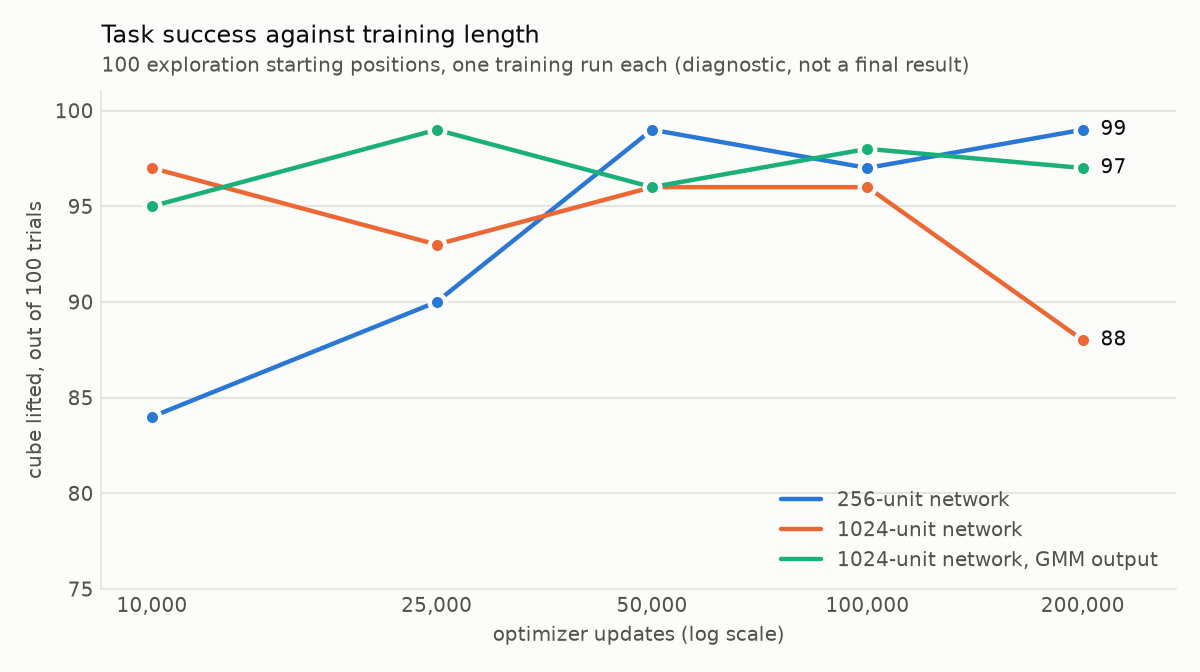 Task success against training length
100 exploration starting positions, one training run each (diagnostic, not a final result)
cube lifted, out of 100 trials
100
95
90
85
80
75
99
97
88
256-unit network
1024-unit network
1024-unit network, GMM output
10,000
25,000
50,000
100,000
200,000
optimizer updates (log scale)